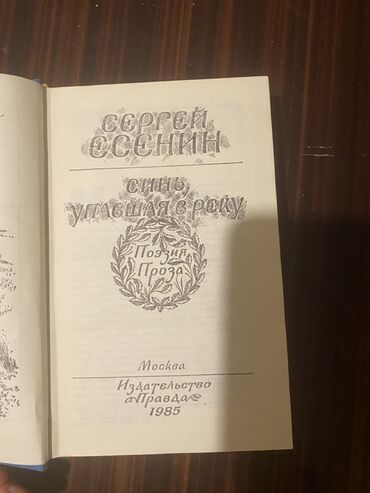 СЕРГЕЙ
ЕСЕНИН
СИНЬ,
УПАВШАЯ В РЕКУ
Поэзия
Проза
Москва
Издательство
«Правда»
1985